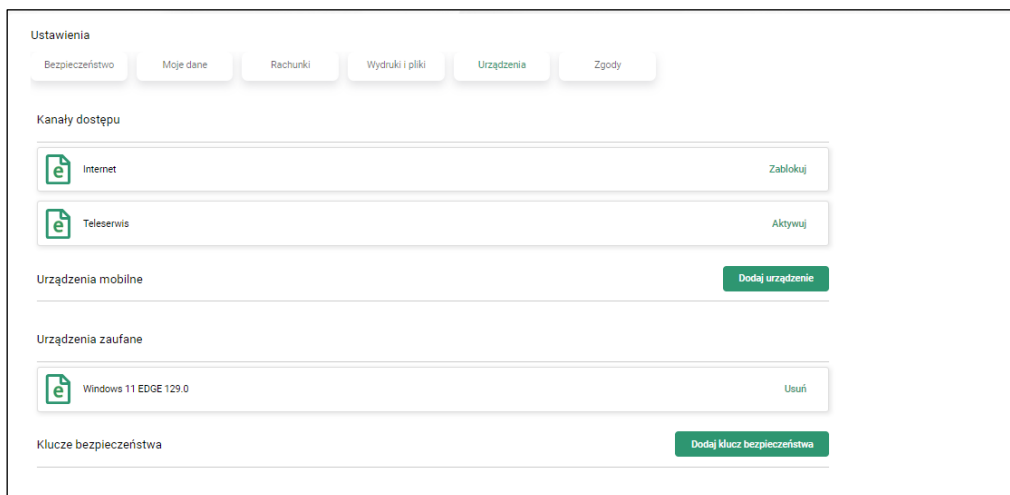 Ustawienia
Bezpieczeństwo Moje dane Rachunki Wydruki i pliki Urządzenia Zgody
Kanały dostępu
e Internet Zablokuj
e Teleserwis Aktywuj
Urządzenia mobilne Dodaj urządzenie
Urządzenia zaufane
e Windows 11 EDGE 129.0 Usuń
Klucze bezpieczeństwa Dodaj klucz bezpieczeństwa